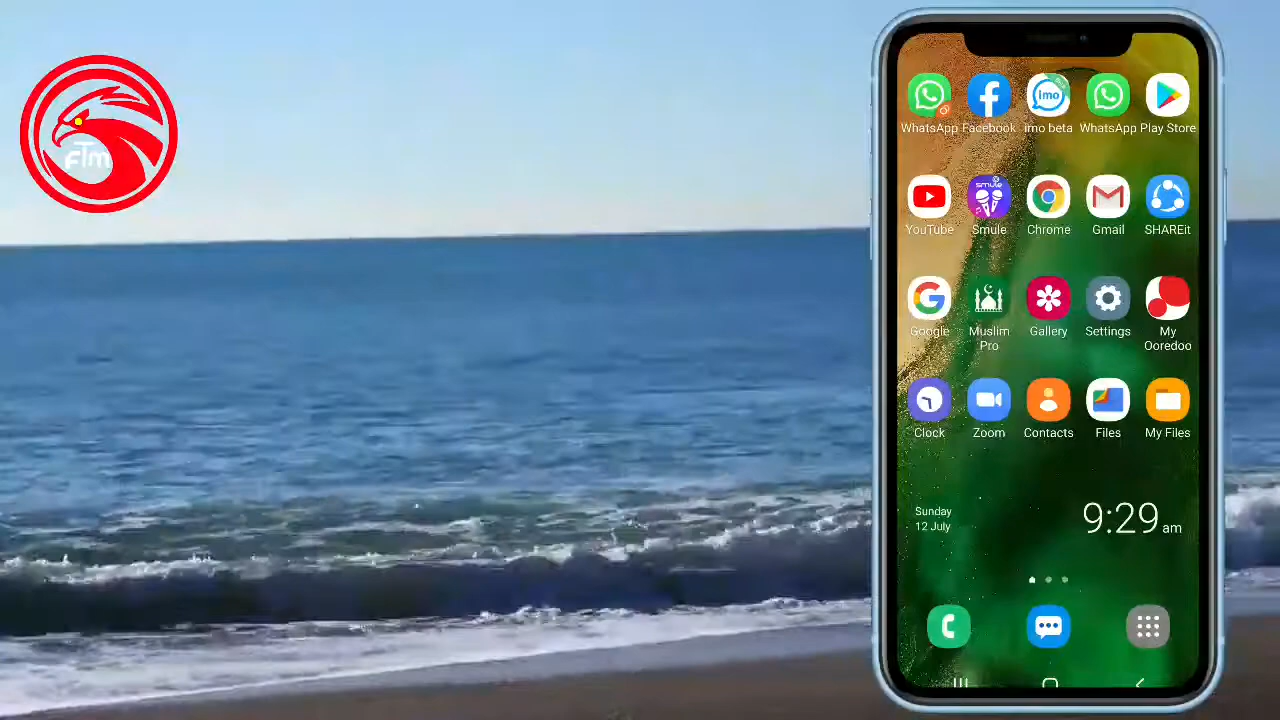 FTm
WhatsApp Facebook imo beta WhatsApp Play Store
YouTube Smule Chrome Gmail SHAREit
Google Muslim Pro Gallery Settings My Ooredoo
Clock Zoom Contacts Files My Files
Sunday
12 July
9:29 am